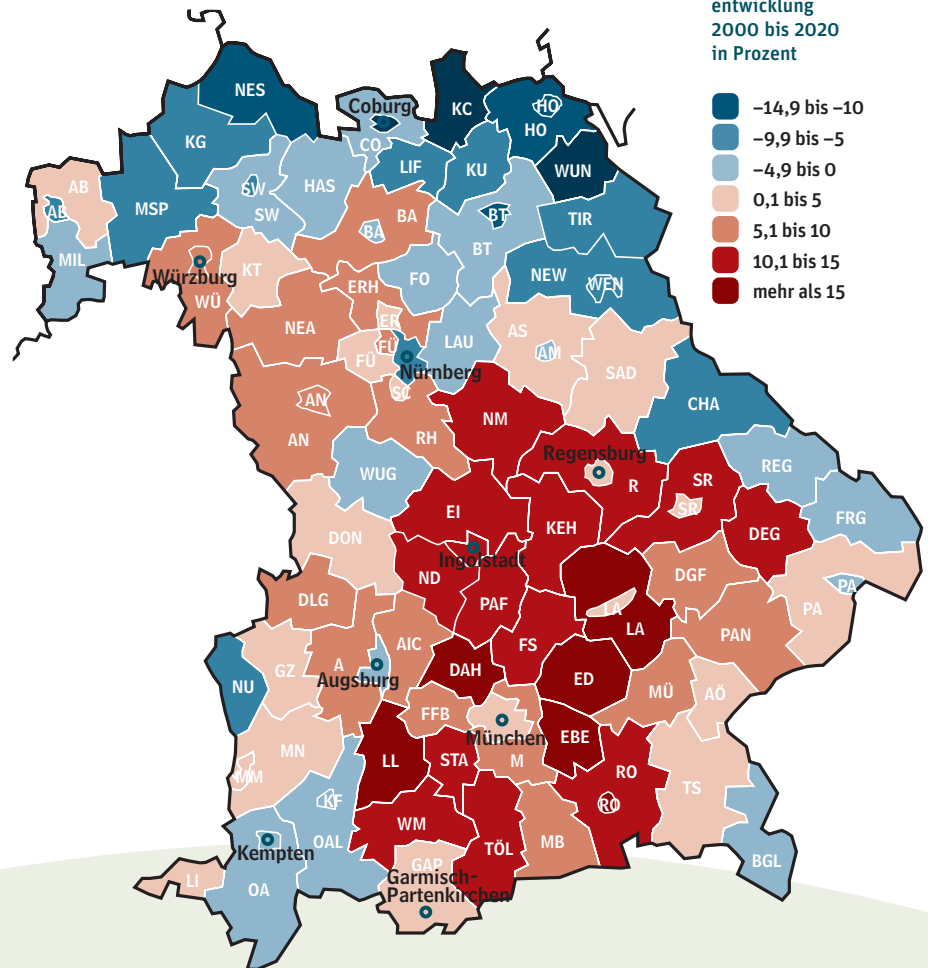 entwicklung
2000 bis 2020
in Prozent
–14,9 bis –10
–9,9 bis –5
–4,9 bis 0
0,1 bis 5
5,1 bis 10
10,1 bis 15
mehr als 15
NES
Coburg
KC
HO
HO
KG
CO
LIF
KU
WUN
AB
SW
HAS
AB
MSP
SW
BA
BT
TIR
BA
MIL
BT
Würzburg
KT
FO
NEW
WEN
WÜ
ERH
NEA
ER
AS
FÜ
LAU
AM
FÜ
Nürnberg
SAD
SC
AN
CHA
AN
RH
NM
WUG
Regensburg
REG
R
SR
EI
SR
FRG
KEH
DEG
DON
Ingolstadt
ND
DGF
PA
DLG
PAF
LA
PA
LA
AIC
FS
PAN
GZ
A
DAH
Augsburg
ED
NU
MÜ
AÖ
FFB
München
EBE
MN
LL
STA
M
MM
RO
TS
KF
RO
WM
OAL
Kempten
TÖL
MB
GAP
BGL
LI
Garmisch-
Partenkirchen
OA